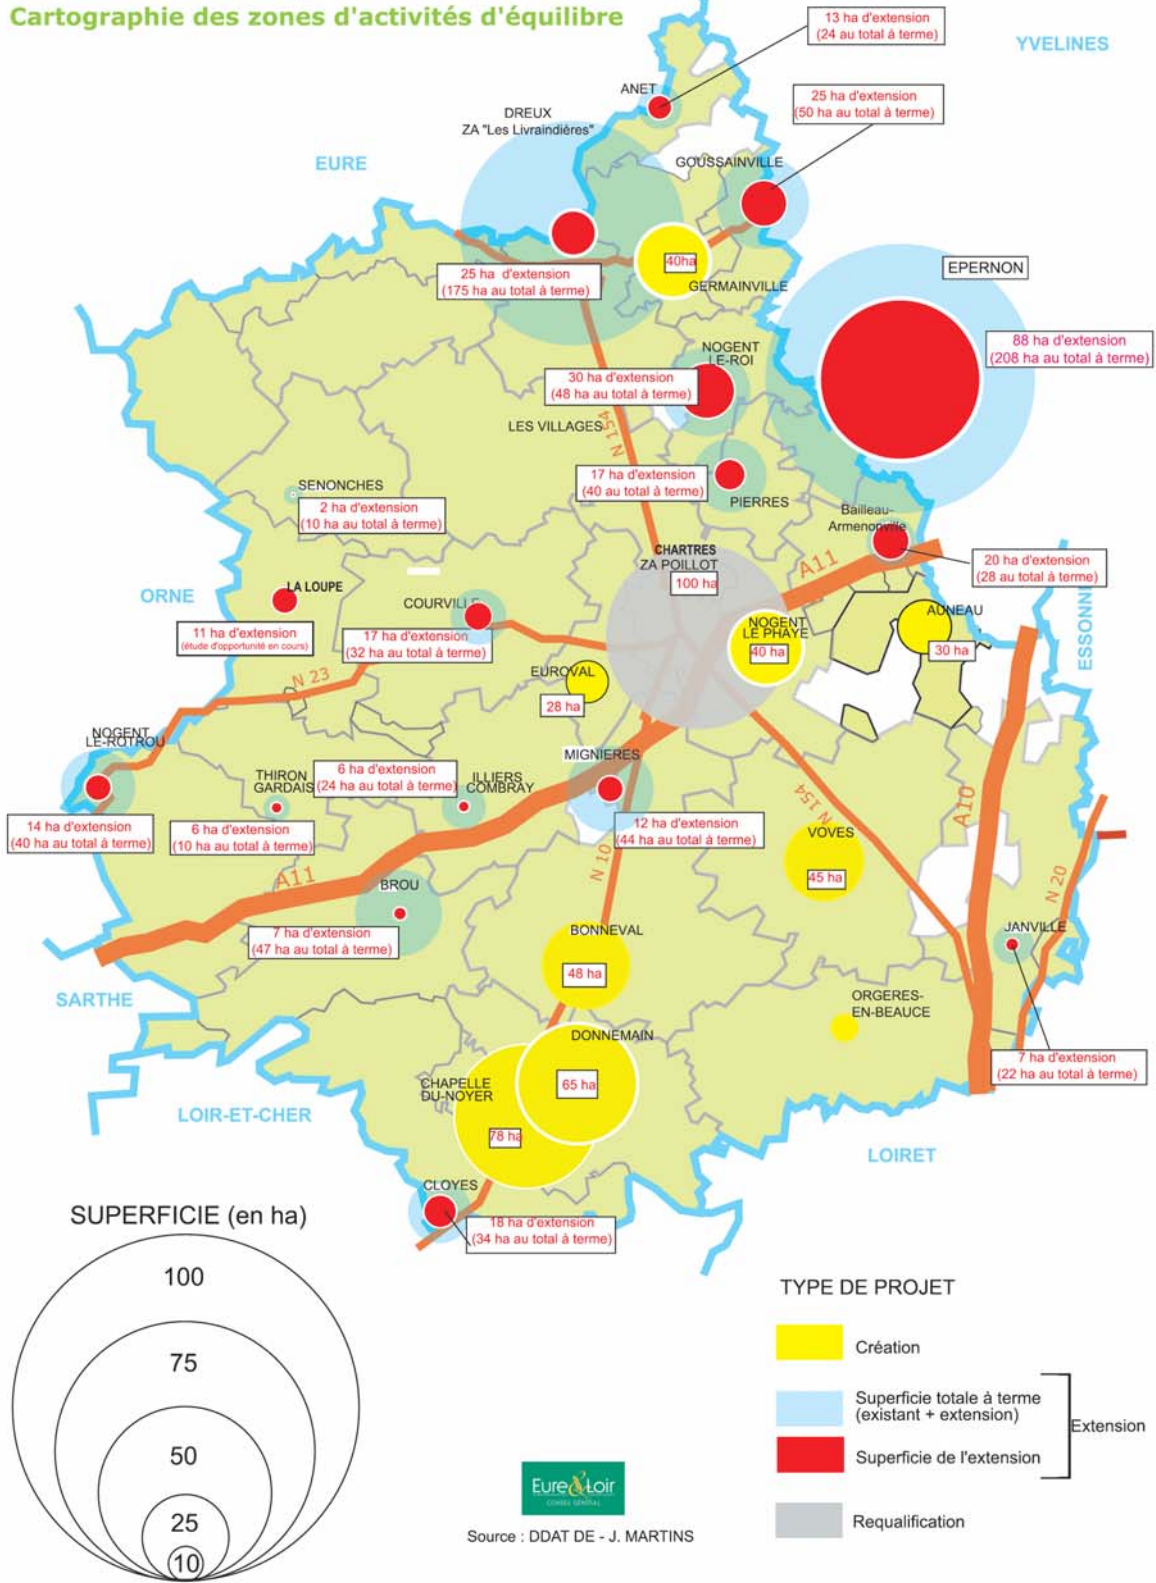 Cartographie des zones d'activités d'équilibre
13 ha d'extension
(24 au total à terme)
YVELINES
ANET
25 ha d'extension
(50 ha au total à terme)
DREUX
ZA "Les Livraindières"
EURE
GOUSSAINVILLE
40ha
EPERNON
25 ha d'extension
(175 ha au total à terme)
GERMAINVILLE
88 ha d'extension
(208 ha au total à terme)
NOGENT
LE-ROI
30 ha d'extension
(48 ha au total à terme)
LES VILLAGES
N 154
17 ha d'extension
(40 au total à terme)
PIERRES
SENONCHES
2 ha d'extension
(10 ha au total à terme)
Bailleau-
Armenonville
CHARTRES
ZA POILLOT
100 ha
A11
20 ha d'extension
(28 au total à terme)
ORNE
LA LOUPE
COURVILLE
11 ha d'extension
(étude d'opportunité en cours)
17 ha d'extension
(32 ha au total à terme)
NOGENT
LE PHAYE
40 ha
AUNEAU
30 ha
ESSONNE
EUROVAL
28 ha
N 23
NOGENT
LE-ROTROU
MIGNIERES
THIRON
GARDAIS
6 ha d'extension
(24 ha au total à terme)
ILLIERS
COMBRAY
14 ha d'extension
(40 ha au total à terme)
6 ha d'extension
(10 ha au total à terme)
12 ha d'extension
(44 ha au total à terme)
N 154
VOVES
45 ha
A10
N 20
A11
BROU
N 10
7 ha d'extension
(47 ha au total à terme)
BONNEVAL
48 ha
JANVILLE
SARTHE
ORGERES-
EN-BEAUCE
DONNEMAIN
65 ha
7 ha d'extension
(22 ha au total à terme)
CHAPELLE
DU-NOYER
78 ha
LOIR-ET-CHER
LOIRET
CLOYES
18 ha d'extension
(34 ha au total à terme)
SUPERFICIE (en ha)
100
75
50
25
10
TYPE DE PROJET
Création
Superficie totale à terme
(existant + extension)
Extension
Superficie de l'extension
Requalification
Eure&Loir
CONSEIL GÉNÉRAL
Source : DDAT DE - J. MARTINS